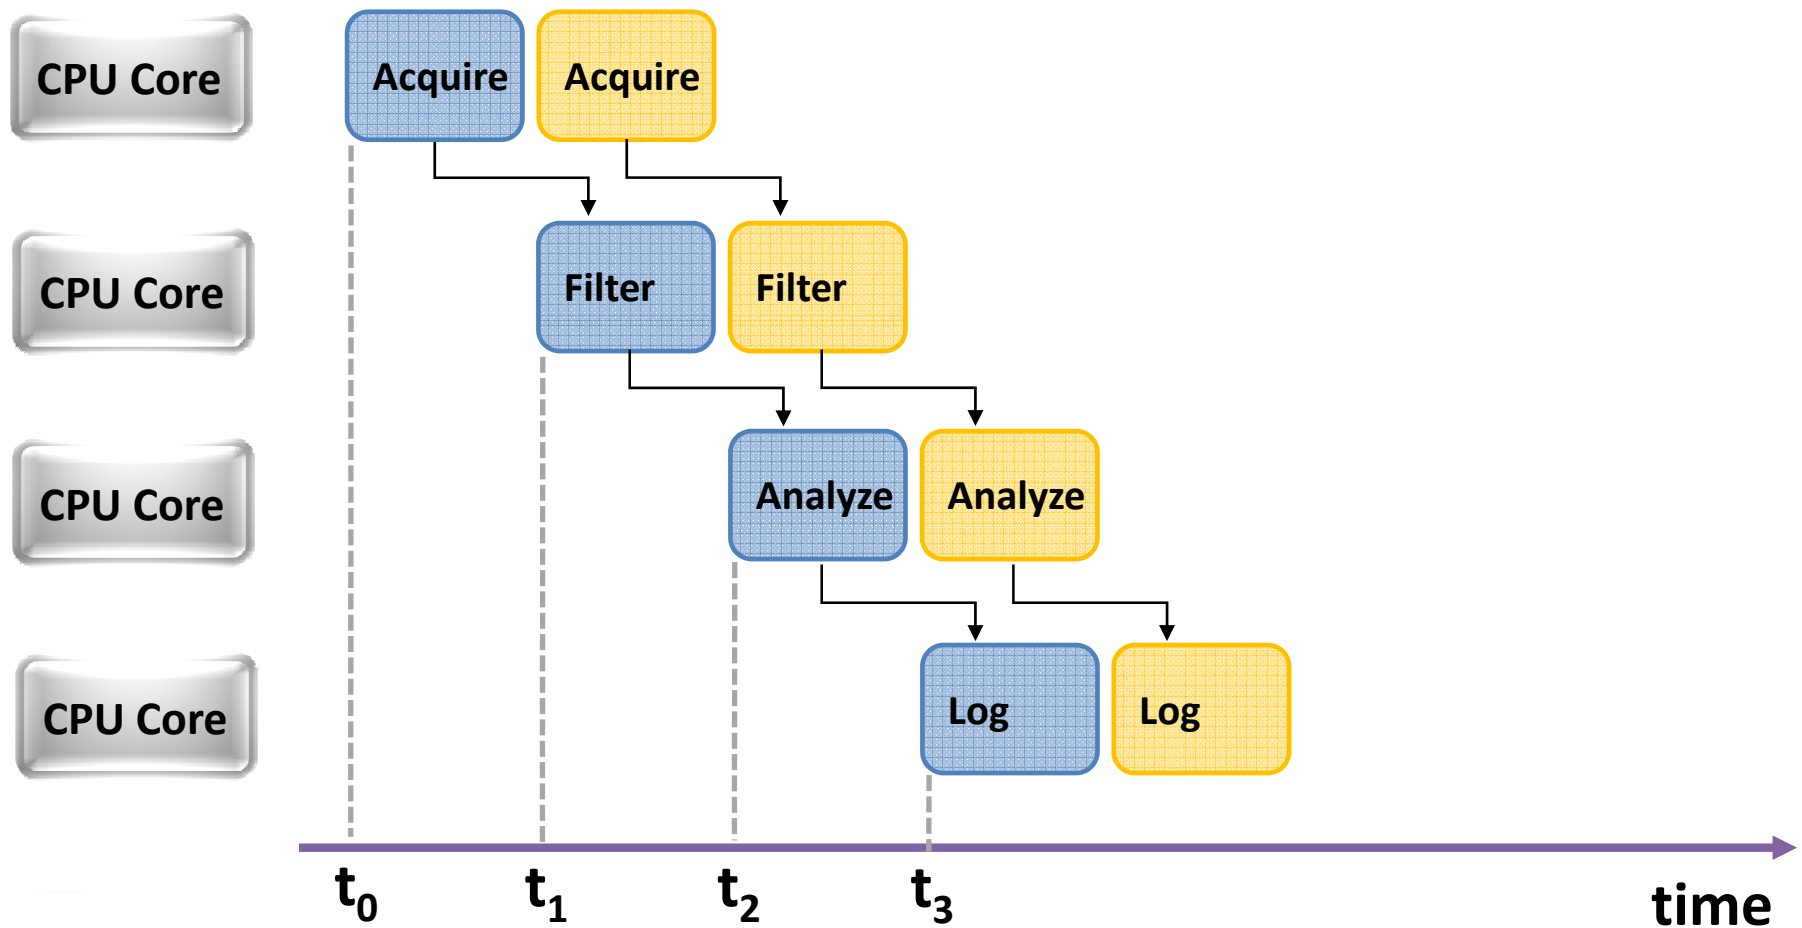 CPU Core Acquire Acquire
CPU Core Filter Filter
CPU Core Analyze Analyze
CPU Core Log Log
t0 t1 t2 t3 time